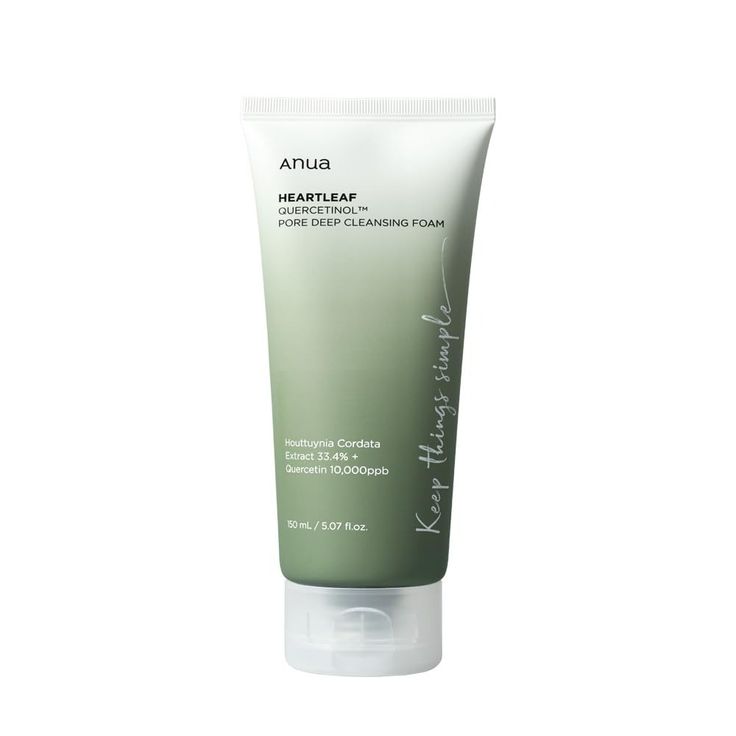 Anua
HEARTLEAF
QUERCETINOL™
PORE DEEP CLEANSING FOAM
Keep things simple
Houttuynia Cordata
Extract 33.4% +
Quercetin 10,000ppb
150 mL / 5.07 fl.oz.